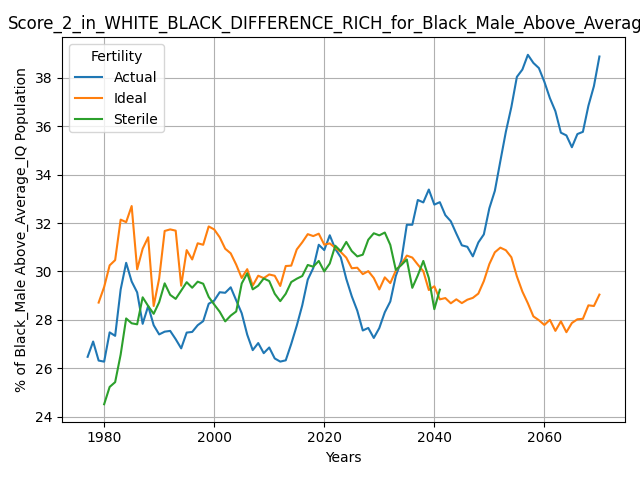 Score_2_in_WHITE_BLACK_DIFFERENCE_RICH_for_Black_Male_Above_Averag
Fertility
Actual
Ideal
Sterile
% of Black_Male Above_Average_IQ Population
38
36
34
32
30
28
26
24
1980 2000 2020 2040 2060
Years